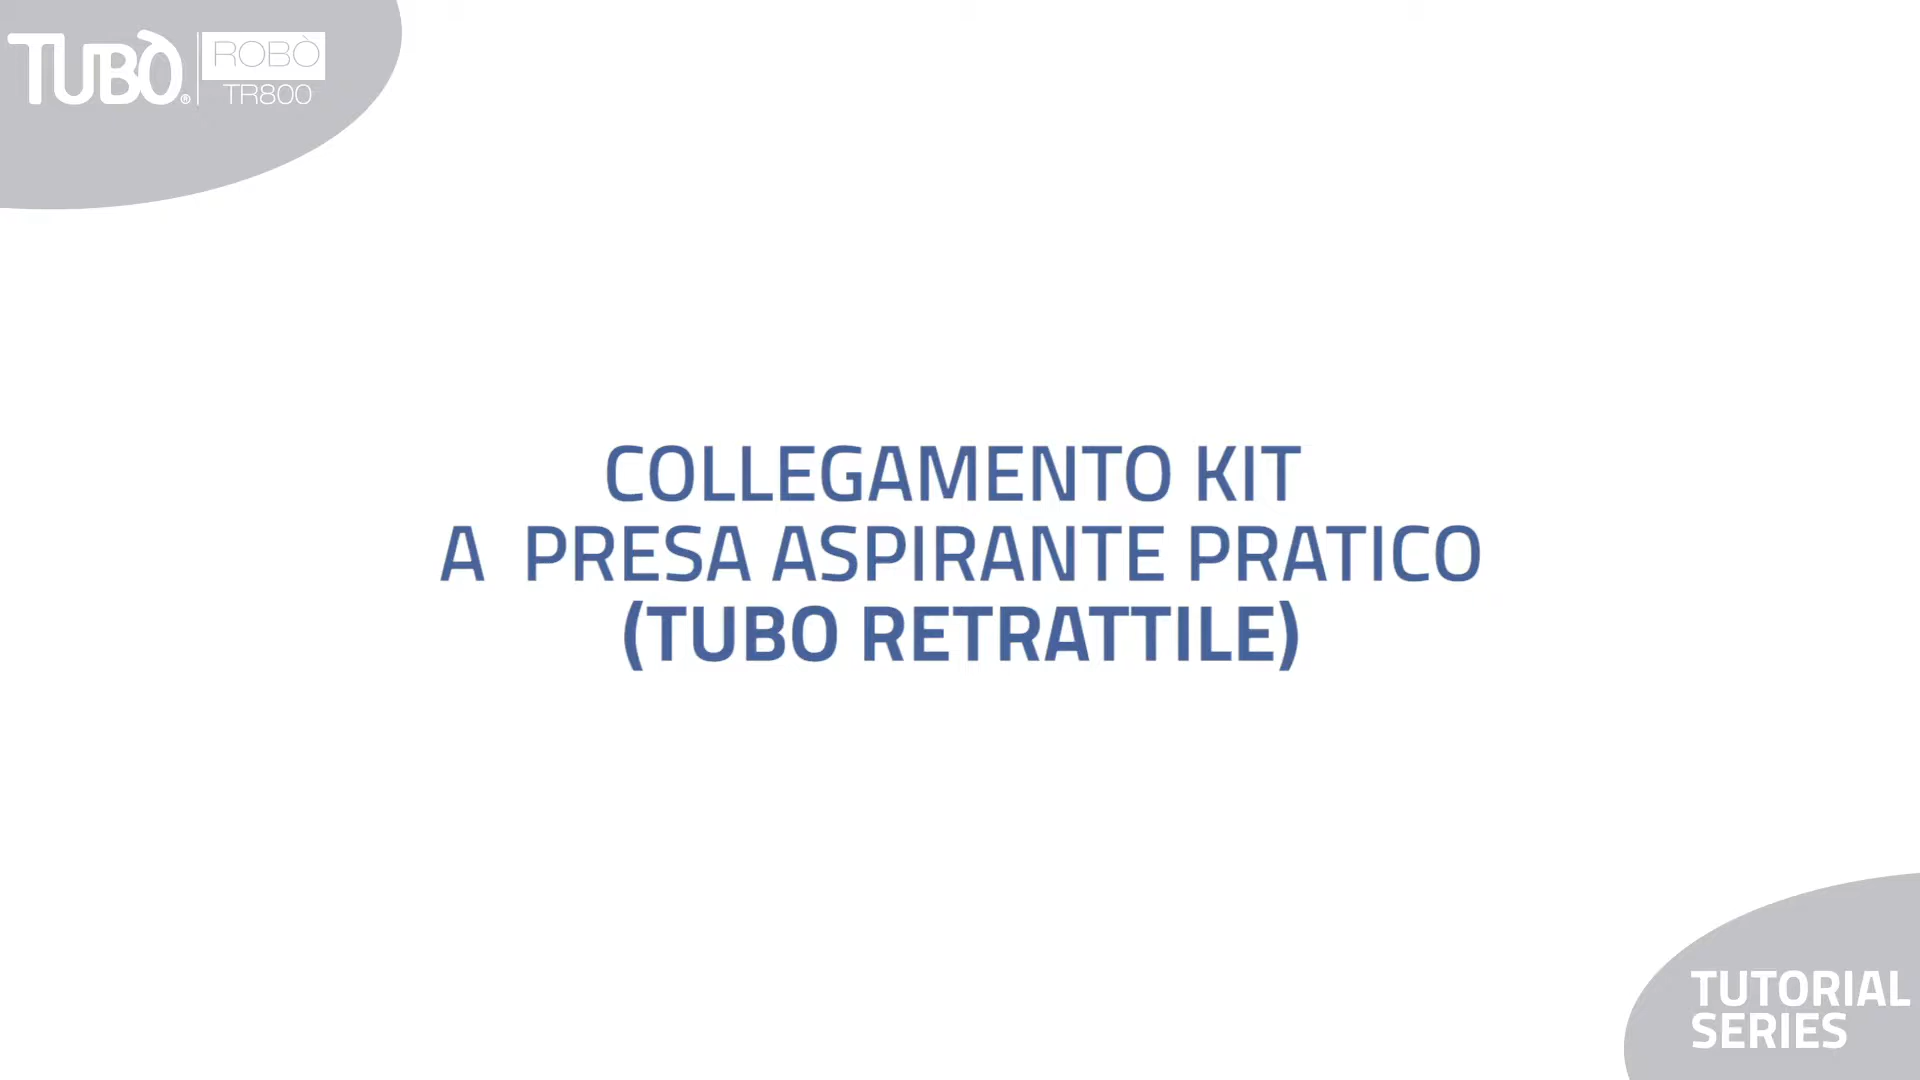 TUBÒ®
ROBÒ
TR800
COLLEGAMENTO KIT
A PRESA ASPIRANTE PRATICO
(TUBO RETRATTILE)
TUTORIAL
SERIES